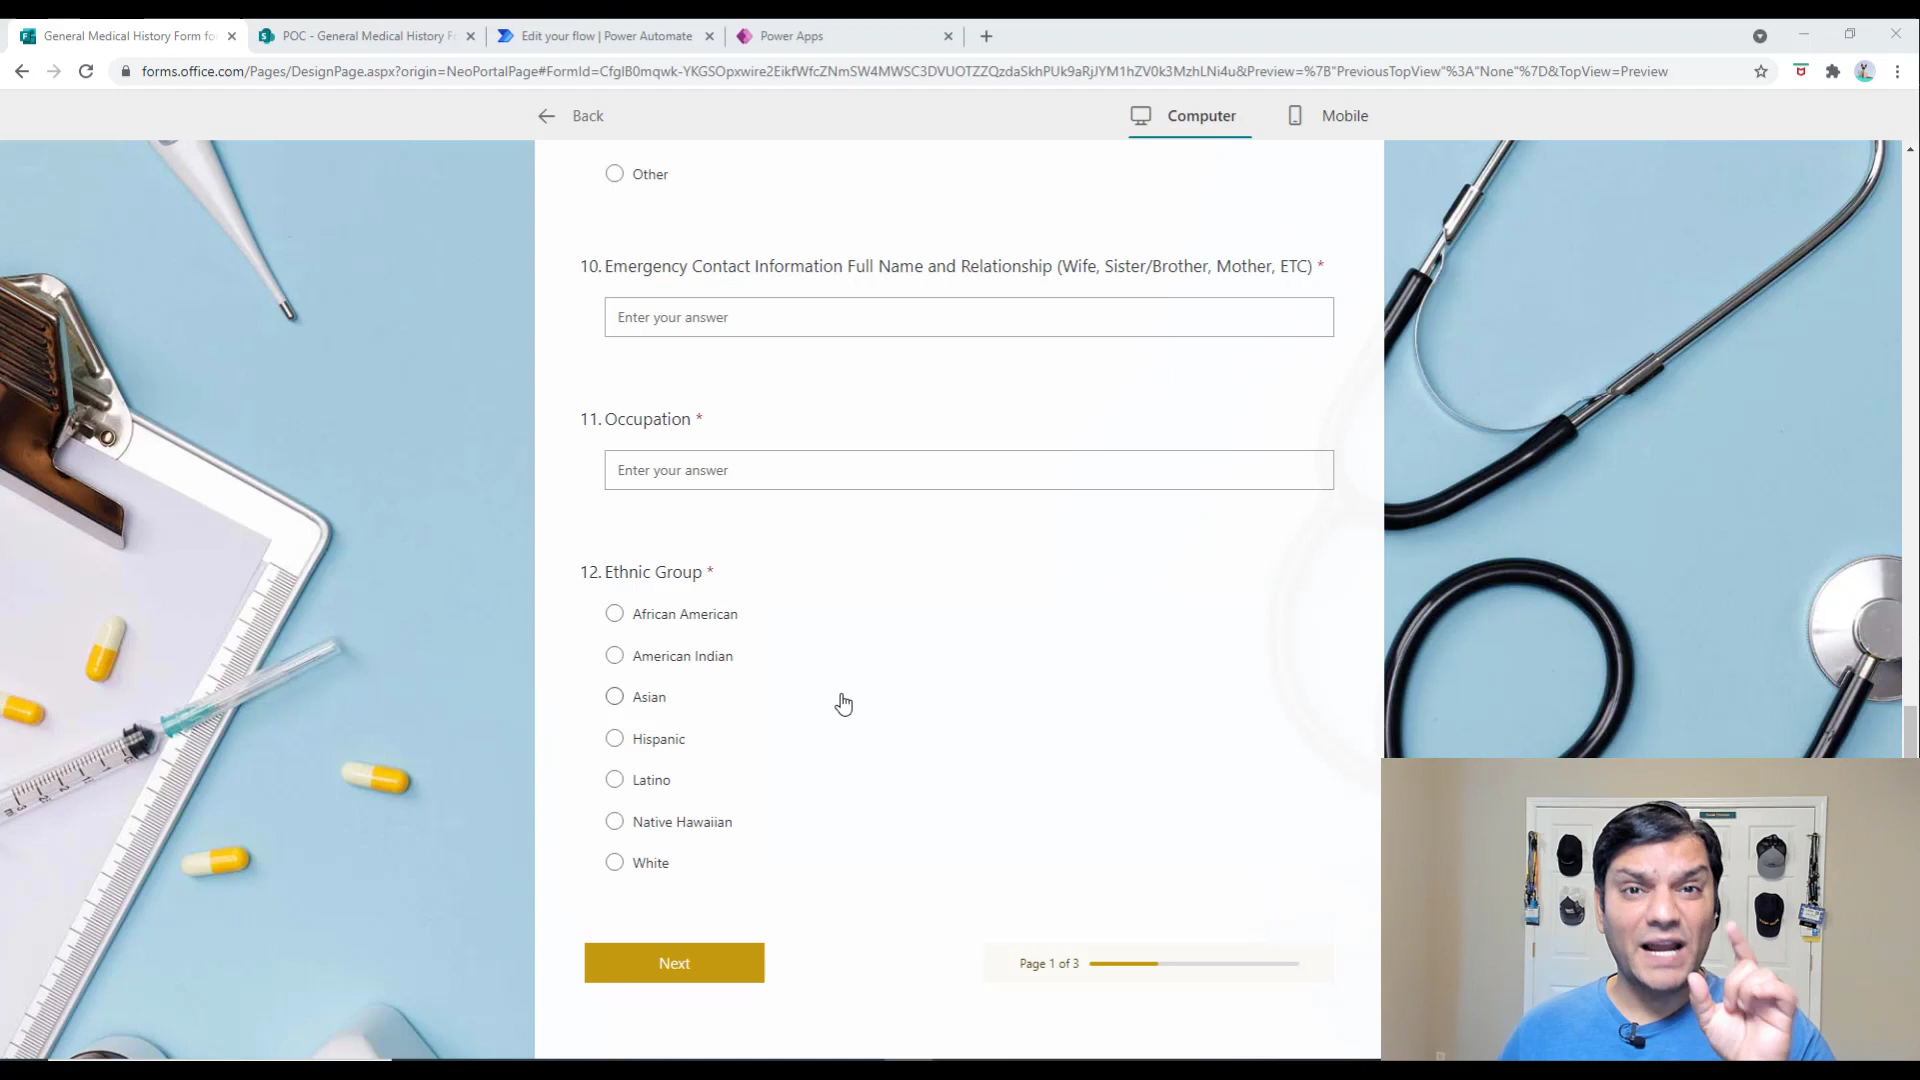 General Medical History Form fo
POC - General Medical History F
Edit your flow | Power Automate
Power Apps
forms.office.com/Pages/DesignPage.aspx?origin=NeoPortalPage#FormId=CfglB0mqwk-YKGSOpxwire2EikfWfcZNmSW4MWSC3DVUOTZZQzdaSkhPUk9aRjJYM1hZV0k3MzhLNi4u&Preview=%7B"PreviousTopView"%3A"None"%7D&TopView=Preview
Back
Computer
Mobile
Other
10. Emergency Contact Information Full Name and Relationship (Wife, Sister/Brother, Mother, ETC) *
Enter your answer
11. Occupation *
Enter your answer
12. Ethnic Group *
African American
American Indian
Asian
Hispanic
Latino
Native Hawaiian
White
Next
Page 1 of 3